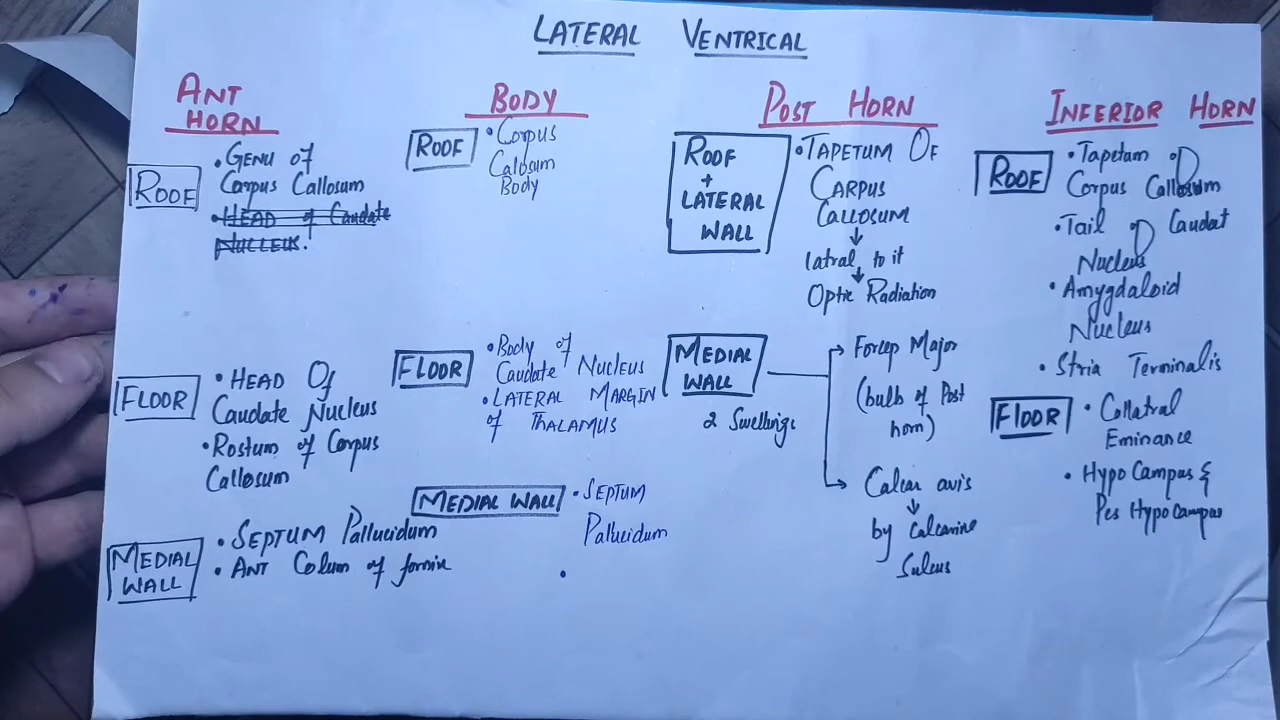 LATERAL VENTRICAL
ANT
HORN
ROOF
• GENU Of
Corpus Callosum
• HEAD of Caudate
NUCLEUS.
FLOOR
• HEAD Of
Caudate Nucleus
• Rostum of Corpus
Callosum
MEDIAL
WALL
• SEPTUM Pallucidum
• ANT Colum of fornix
BODY
ROOF
• Corpus
Calosum
Body
FLOOR
• Body of
Caudate Nucleus
• LATERAL MARGIN
of THALAMUS
MEDIAL WALL
• SEPTUM
Pallucidum
•
POST HORN
ROOF
+
LATERAL
WALL
• TAPETUM OF
CARPUS
CALLOSUM
↓
latral to it
↓
Optic Radiation
MEDIAL
WALL
2 Swellings
Forcep Major
(bulb of Post
horn)
Calcar avis
↓
by Calcarine
Sulcus
INFERIOR HORN
ROOF
• Tapetum of
Corpus Callosum
• Tail of Caudat
Nucleus
• Amygdaloid
Nucleus
• Stria Terminalis
FlOOR
• Collatral
Eminance
• Hypo Campus &
Pes Hypocampus